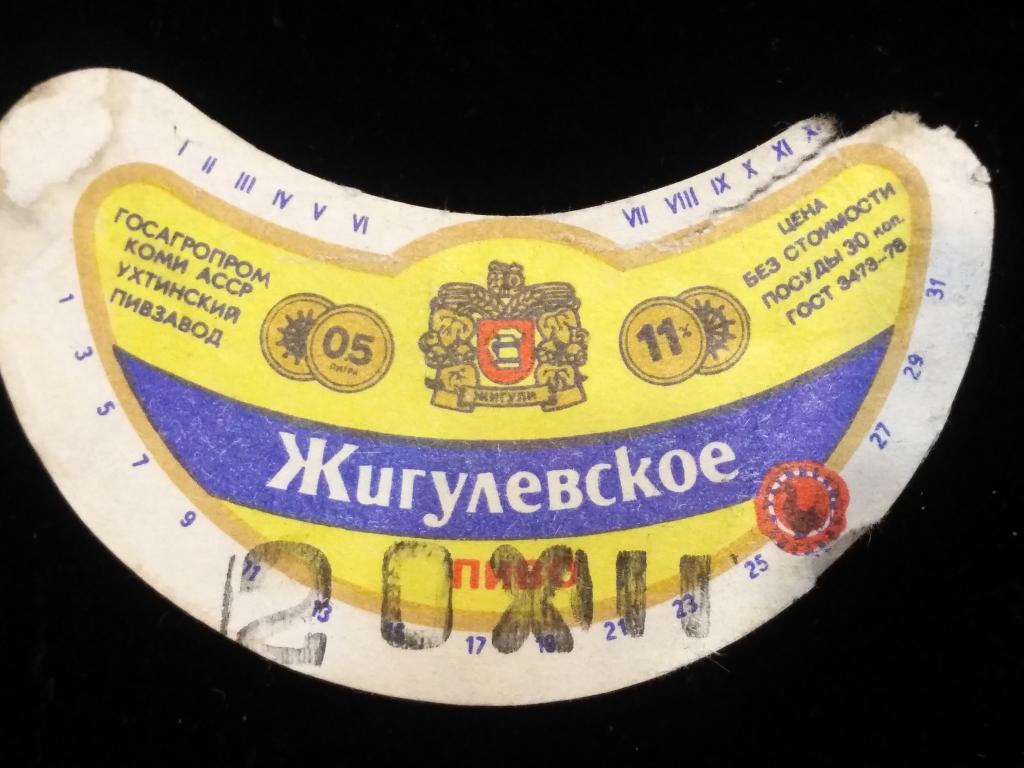 I II III IV V VI VII VIII IX X XI
ГОСАГРОПРОМ
КОМИ АССР
УХТИНСКИЙ
ПИВЗАВОД
05
ЛИТРА
ЖИГУЛИ
11%
ЦЕНА
БЕЗ СТОИМОСТИ
ПОСУДЫ 30 коп.
ГОСТ 3473-78
Жигулевское
ПИВО
20XII
1 3 5 7 9 11 13 15 17 19 21 23 25 27 29 31